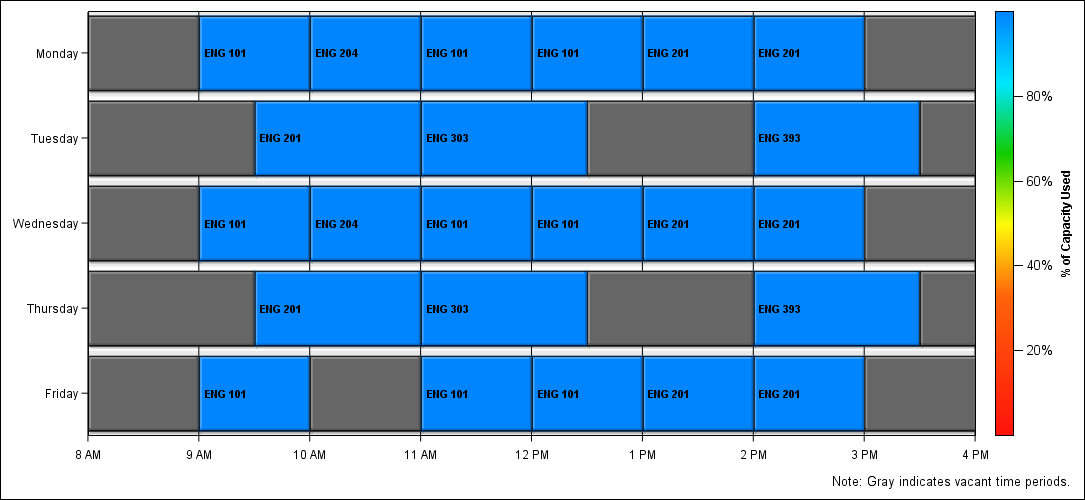 Monday
ENG 101
ENG 204
ENG 101
ENG 101
ENG 201
ENG 201
Tuesday
ENG 201
ENG 303
ENG 393
Wednesday
ENG 101
ENG 204
ENG 101
ENG 101
ENG 201
ENG 201
Thursday
ENG 201
ENG 303
ENG 393
Friday
ENG 101
ENG 101
ENG 101
ENG 201
ENG 201
8 AM
9 AM
10 AM
11 AM
12 PM
1 PM
2 PM
3 PM
4 PM
80%
60%
40%
20%
% of Capacity Used
Note: Gray indicates vacant time periods.